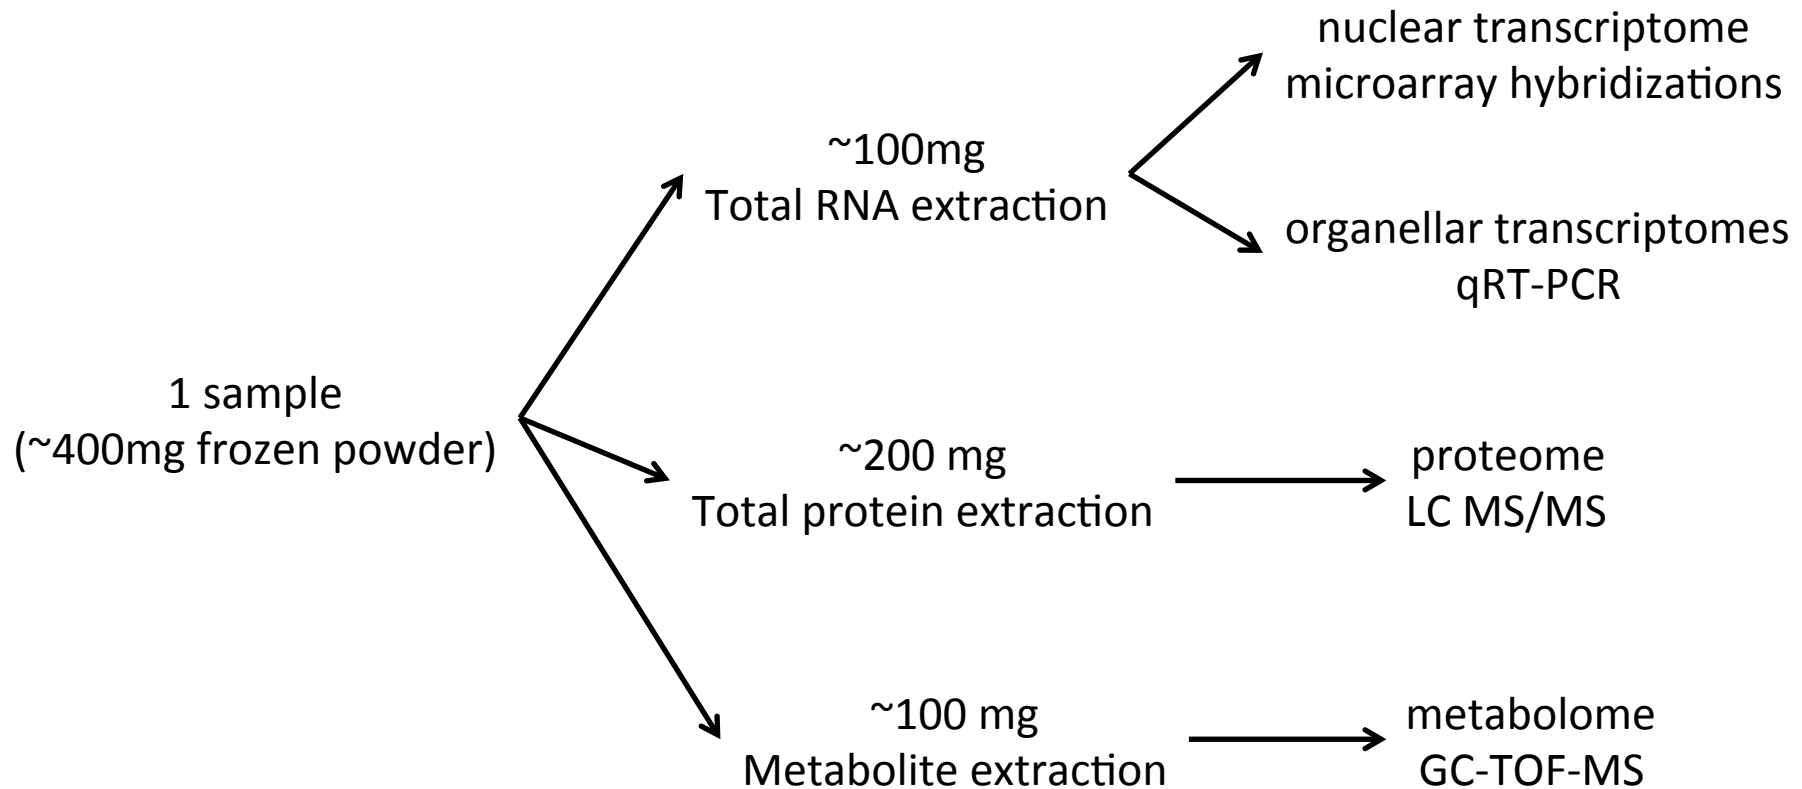 nuclear transcriptome
microarray hybridizations
~100mg
Total RNA extraction
organellar transcriptomes
qRT-PCR
1 sample
(~400mg frozen powder)
~200 mg
Total protein extraction
proteome
LC MS/MS
~100 mg
Metabolite extraction
metabolome
GC-TOF-MS